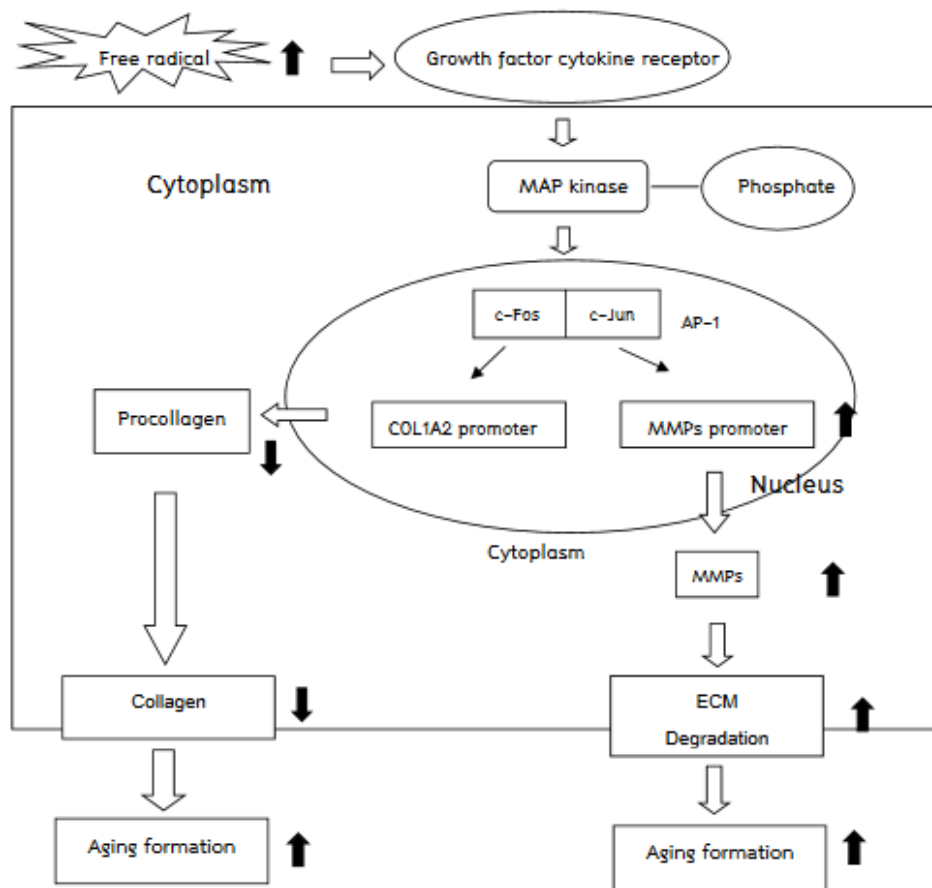 Free radical
Growth factor cytokine receptor
Cytoplasm
MAP kinase
Phosphate
c-Fos
c-Jun
AP-1
Procollagen
COL1A2 promoter
MMPs promoter
Nucleus
Cytoplasm
MMPs
Collagen
ECM
Degradation
Aging formation
Aging formation